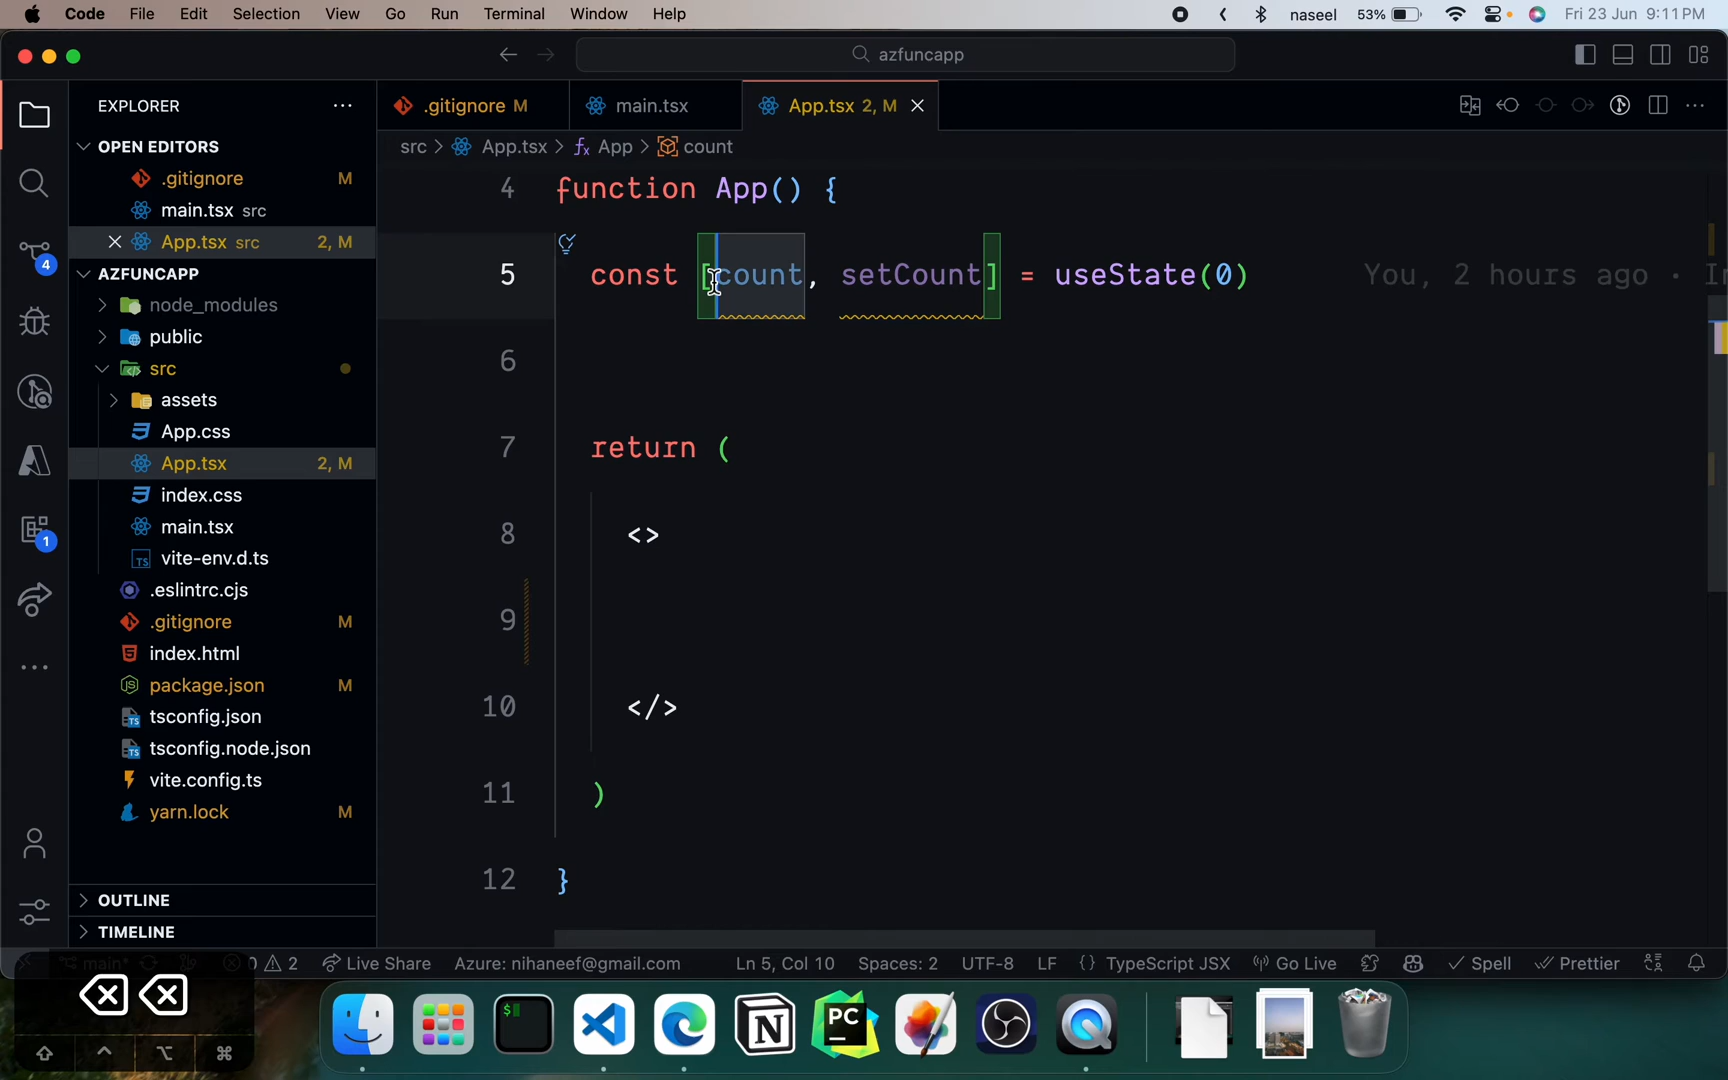 Code File Edit Selection View Go Run Terminal Window Help naseel 53% Fri 23 Jun 9:11 PM
azfuncapp
EXPLORER
.gitignore M
main.tsx
App.tsx 2, M
OPEN EDITORS
src > App.tsx > App > count
.gitignore M
main.tsx src
App.tsx src 2, M
AZFUNCAPP
node_modules
public
src
assets
App.css
App.tsx 2, M
index.css
main.tsx
vite-env.d.ts
.eslintrc.cjs
.gitignore M
index.html
package.json M
tsconfig.json
tsconfig.node.json
vite.config.ts
yarn.lock M
OUTLINE
TIMELINE
4
1
4 function App() {
5 const [count, setCount] = useState(0) You, 2 hours ago •
6
7 return (
8 <>
9
10 </>
11 )
12 }
main* 0 2 Live Share Azure: nihaneef@gmail.com Ln 5, Col 10 Spaces: 2 UTF-8 LF {} TypeScript JSX Go Live Spell Prettier
$
N
PC